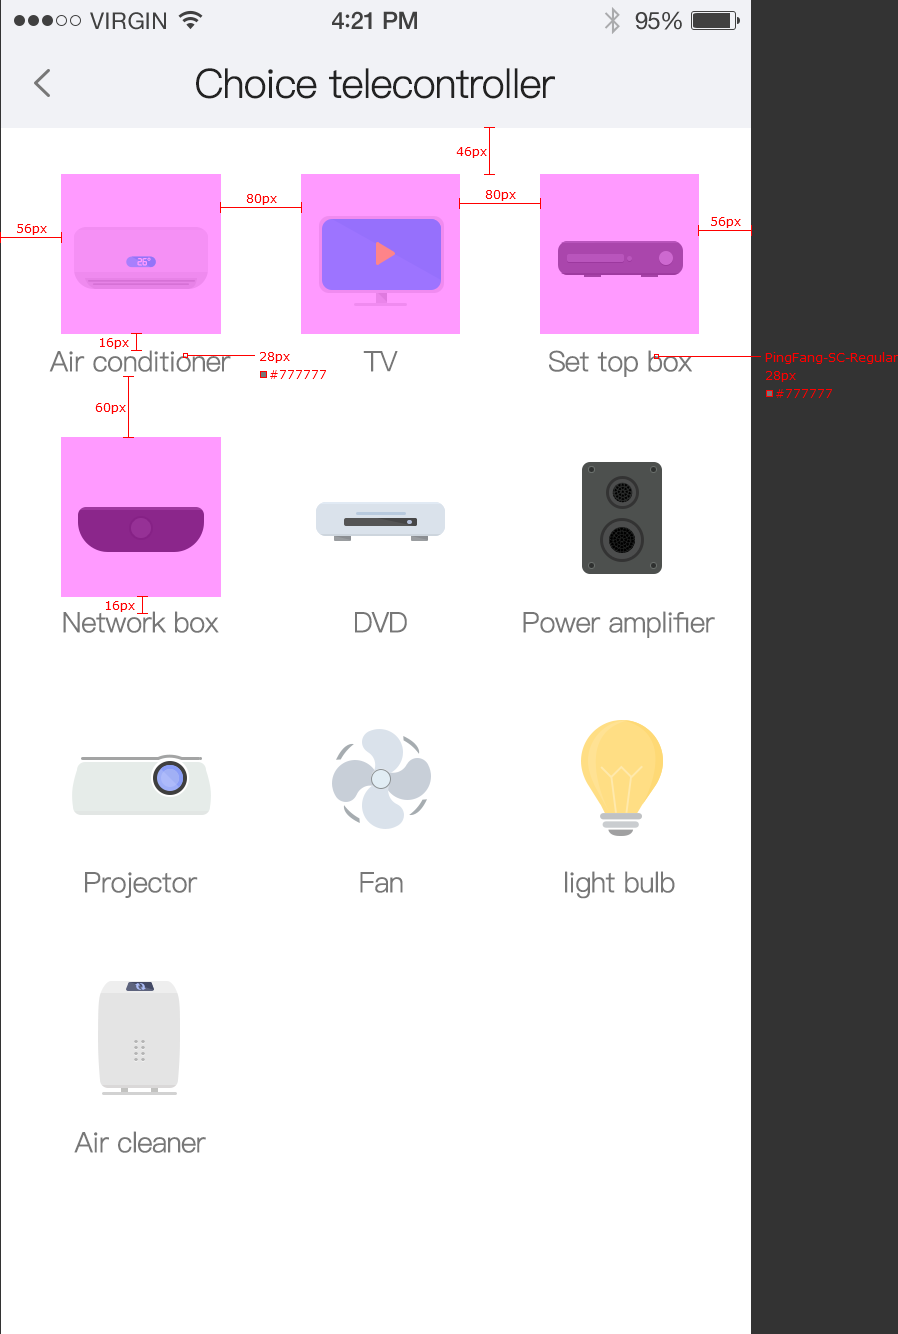 VIRGIN 4:21 PM 95%
Choice telecontroller
46px
80px 80px
56px 56px
26°
16px
Air conditioner TV Set top box
28px
#777777
PingFang-SC-Regular
28px
#777777
60px
16px
Network box DVD Power amplifier
Projector Fan light bulb
Air cleaner